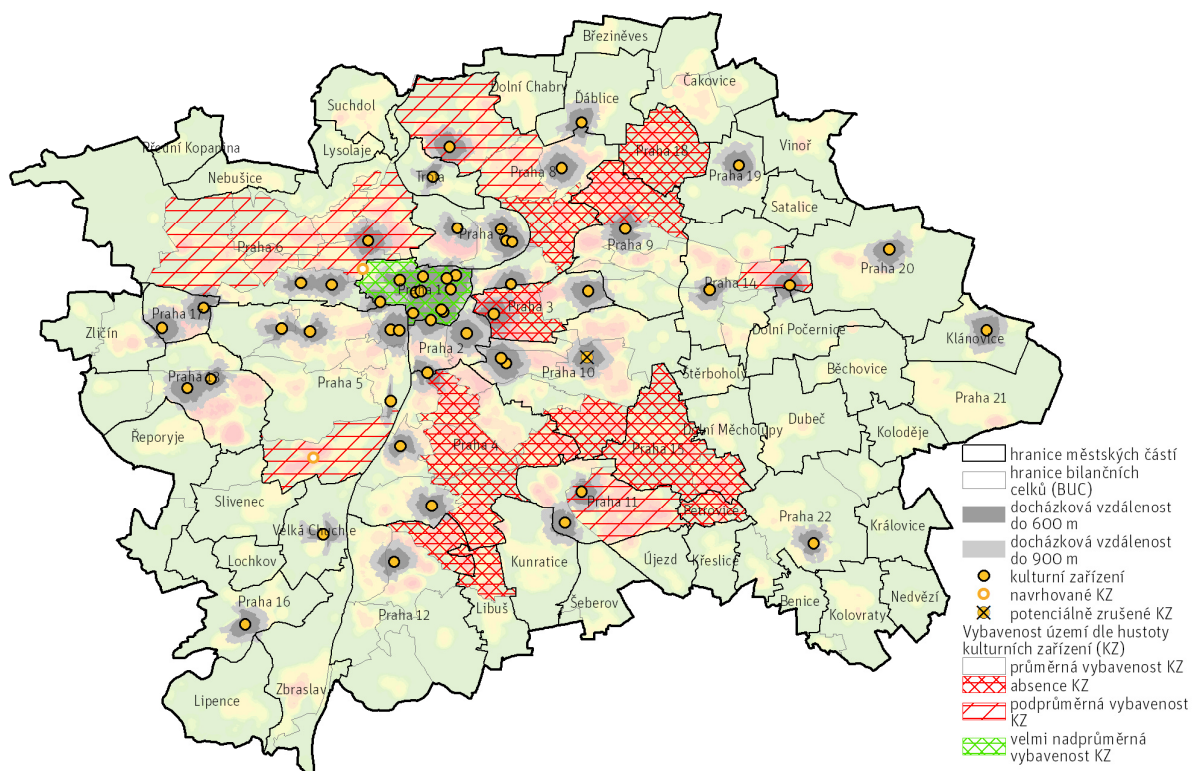 Březiněves
Dolní Chabry
Čakovice
Ďáblice
Suchdol
Přední Kopanina
Lysolaje
Praha 18
Vinoř
Praha 8
Praha 19
Troja
Nebušice
Satalice
Praha 7
Praha 6
Praha 9
Praha 20
Praha 14
Praha 1
Praha 3
Praha 17
Zličín
Dolní Počernice
Klánovice
Praha 2
Praha 10
Štěrboholy
Běchovice
Praha 5
Praha 21
Dubeč
Řeporyje
Dolní Měcholupy
Koloděje
Praha 4
Praha 15
Slivenec
Praha 11
Petrovice
Praha 22
Královice
Velká Chuchle
Lochkov
Kunratice
Újezd
Křeslice
Praha 16
Praha 12
Libuš
Šeberov
Benice
Kolovraty
Nedvězí
Lipence
Zbraslav
hranice městských částí
hranice bilančních
celků (BUC)
docházková vzdálenost
do 600 m
docházková vzdálenost
do 900 m
kulturní zařízení
navrhované KZ
potenciálně zrušené KZ
Vybavenost území dle hustoty
kulturních zařízení (KZ)
průměrná vybavenost KZ
absence KZ
podprůměrná vybavenost
KZ
velmi nadprůměrná
vybavenost KZ